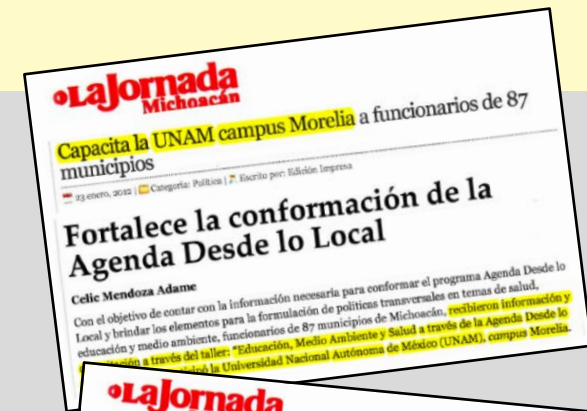 LaJornada
Michoacán
Capacita la UNAM campus Morelia a funcionarios de 87
municipios
23 enero, 2012 | Categoria: Política | Escrito por: Edición Impresa
Fortalece la conformación de la
Agenda Desde lo Local
Celic Mendoza Adame
Con el objetivo de contar con la información necesaria para conformar el programa Agenda Desde lo
Local y brindar los elementos para la formulación de políticas transversales en temas de salud,
educación y medio ambiente, funcionarios de 87 municipios de Michoacán, recibieron información y
a través del taller: "Educación, Medio Ambiente y Salud a través de la Agenda Desde lo
la Universidad Nacional Autónoma de México (UNAM), campus Morelia.
LaJornada